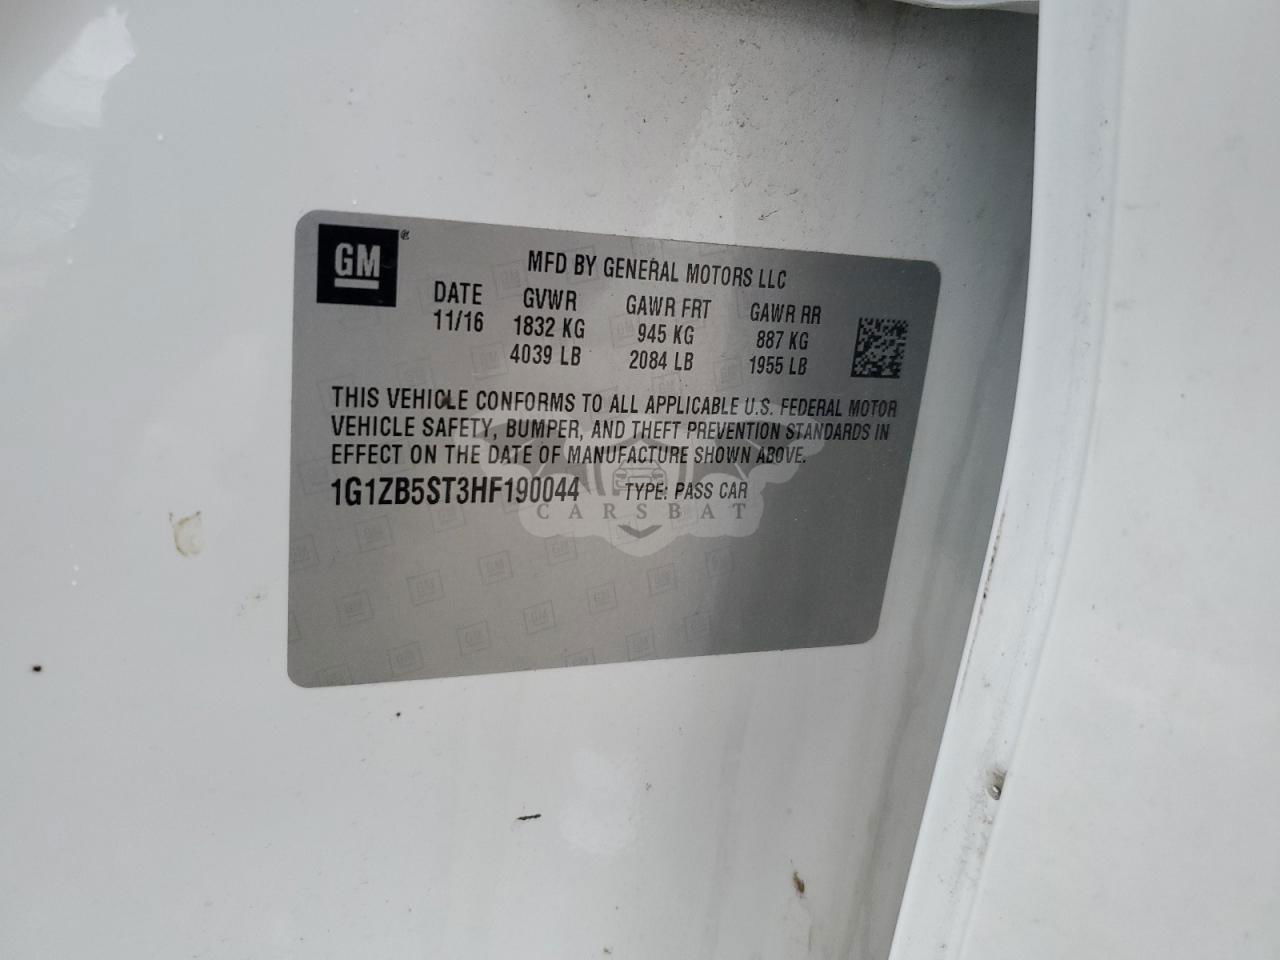 GM
MFD BY GENERAL MOTORS LLC
DATE GVWR GAWR FRT GAWR RR
11/16 1832 KG 945 KG 887 KG
4039 LB 2084 LB 1955 LB
THIS VEHICLE CONFORMS TO ALL APPLICABLE U.S. FEDERAL MOTOR
VEHICLE SAFETY, BUMPER, AND THEFT PREVENTION STANDARDS IN
EFFECT ON THE DATE OF MANUFACTURE SHOWN ABOVE.
1G1ZB5ST3HF190044 TYPE: PASS CAR
CARSBAT